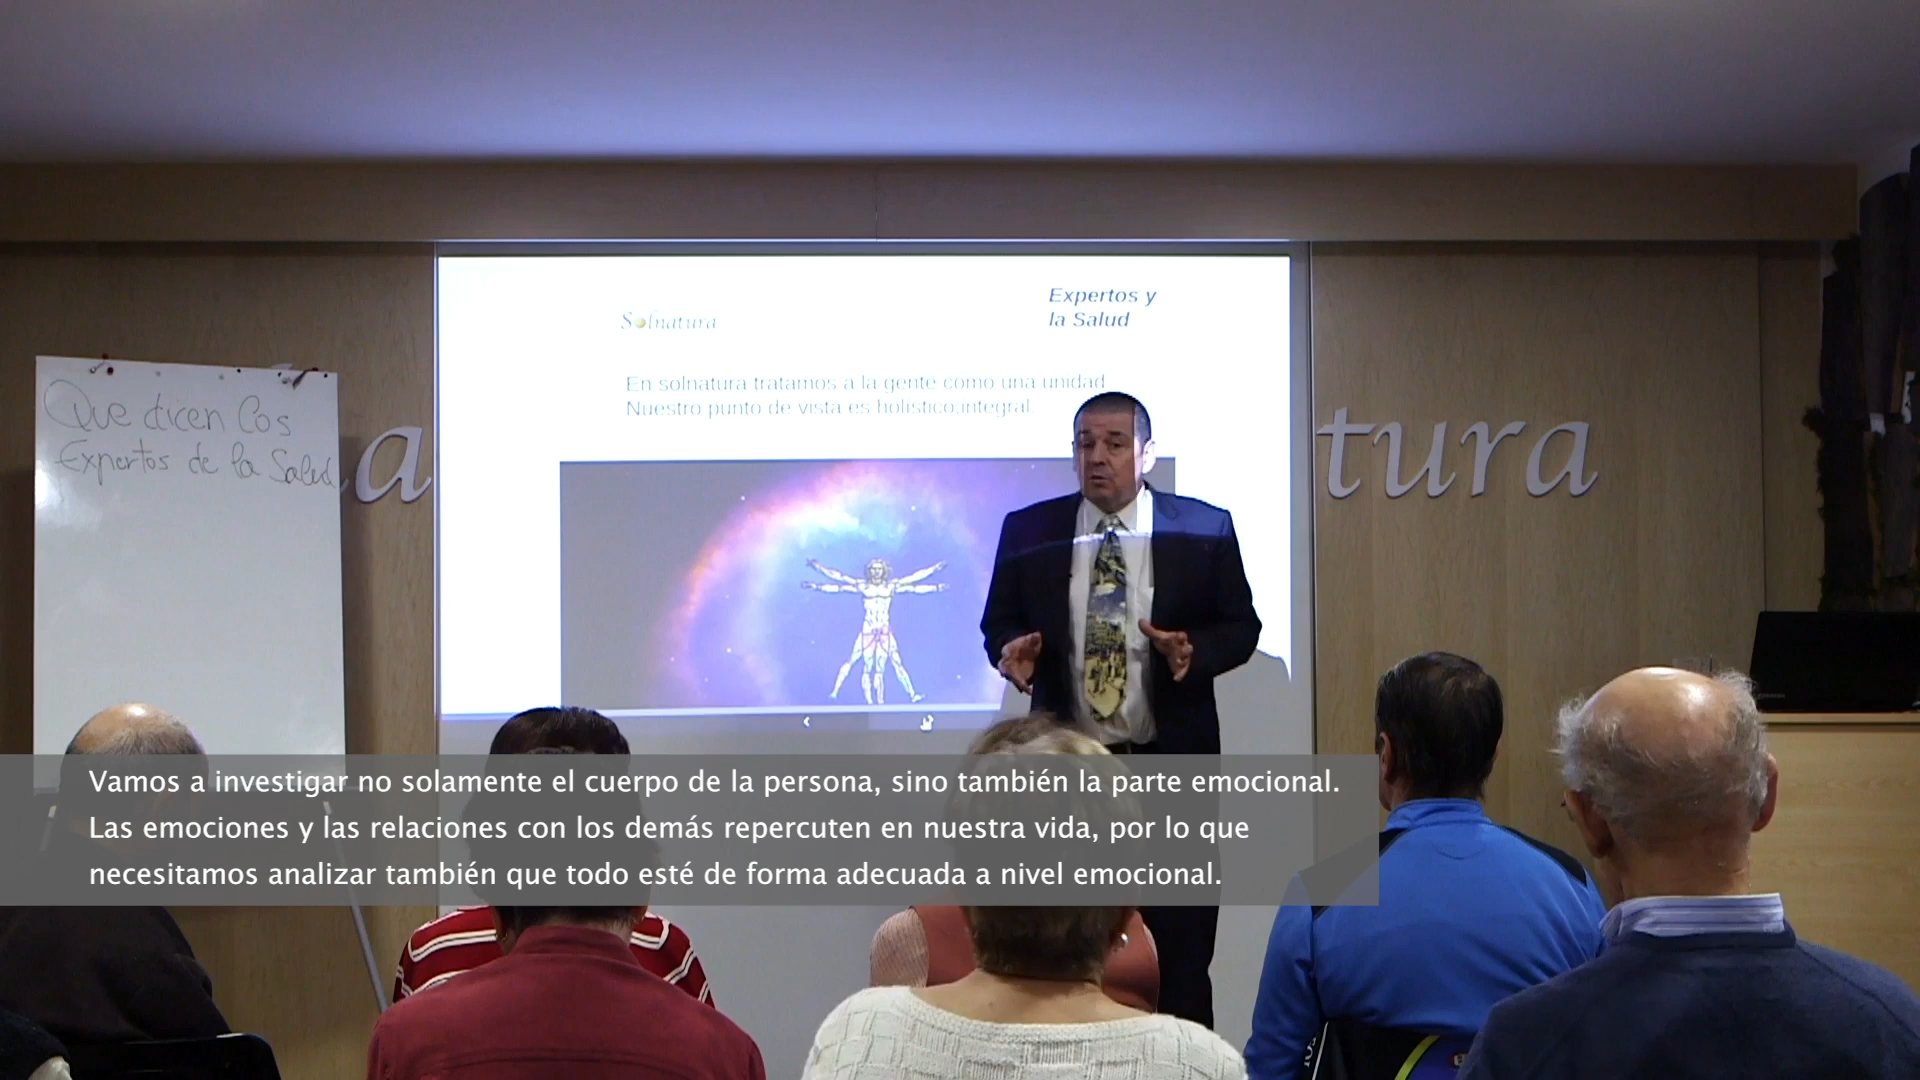 Expertos y
la Salud
Solnatura
En solnatura tratamos a la gente como una unidad
Nuestro punto de vista es holistico,integral.
Que dicen Los
Expertos de la Salud
a
tura
Vamos a investigar no solamente el cuerpo de la persona, sino también la parte emocional.
Las emociones y las relaciones con los demás repercuten en nuestra vida, por lo que
necesitamos analizar también que todo esté de forma adecuada a nivel emocional.